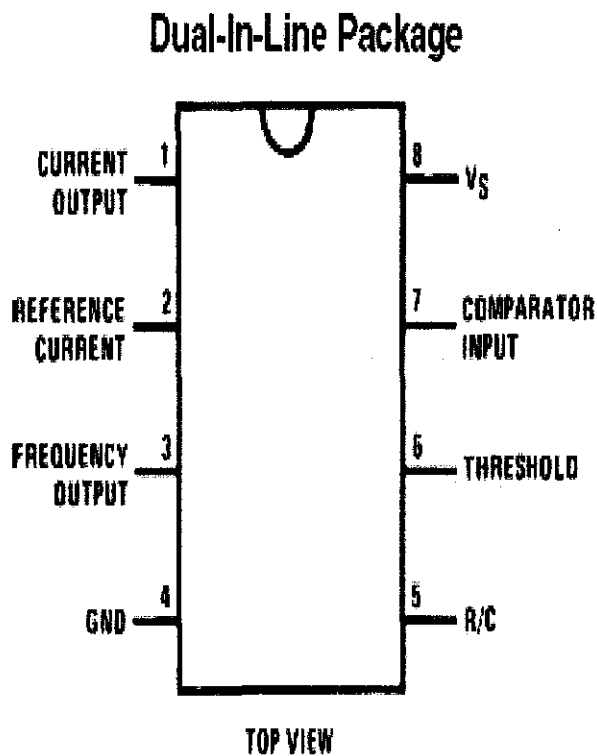 Dual-In-Line Package
1
CURRENT
OUTPUT
8
VS
2
REFERENCE
CURRENT
7
COMPARATOR
INPUT
3
FREQUENCY
OUTPUT
6
THRESHOLD
4
GND
5
R/C
TOP VIEW